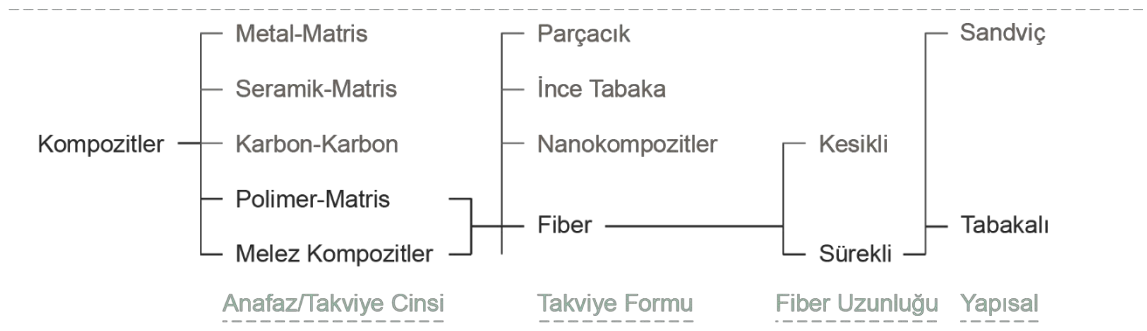 Kompozitler
Metal-Matris
Seramik-Matris
Karbon-Karbon
Polimer-Matris
Melez Kompozitler
Anafaz/Takviye Cinsi
Parçacık
İnce Tabaka
Nanokompozitler
Fiber
Takviye Formu
Kesikli
Sürekli
Fiber Uzunluğu
Sandviç
Tabakalı
Yapısal